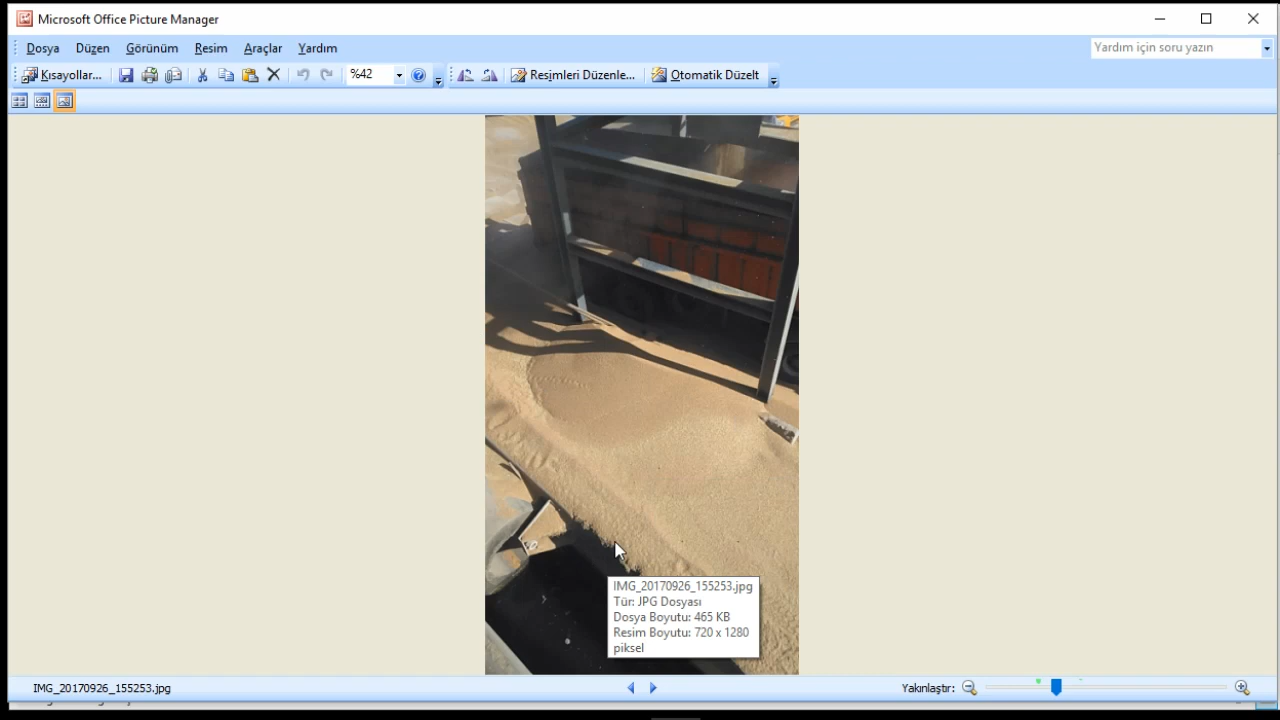 Microsoft Office Picture Manager
Dosya Düzen Görünüm Resim Araçlar Yardım
Yardım için soru yazın
Kısayollar... %42 Resimleri Düzenle... Otomatik Düzelt
IMG_20170926_155253.jpg
Tür: JPG Dosyası
Dosya Boyutu: 465 KB
Resim Boyutu: 720 x 1280
piksel
IMG_20170926_155253.jpg
Yakınlaştır: